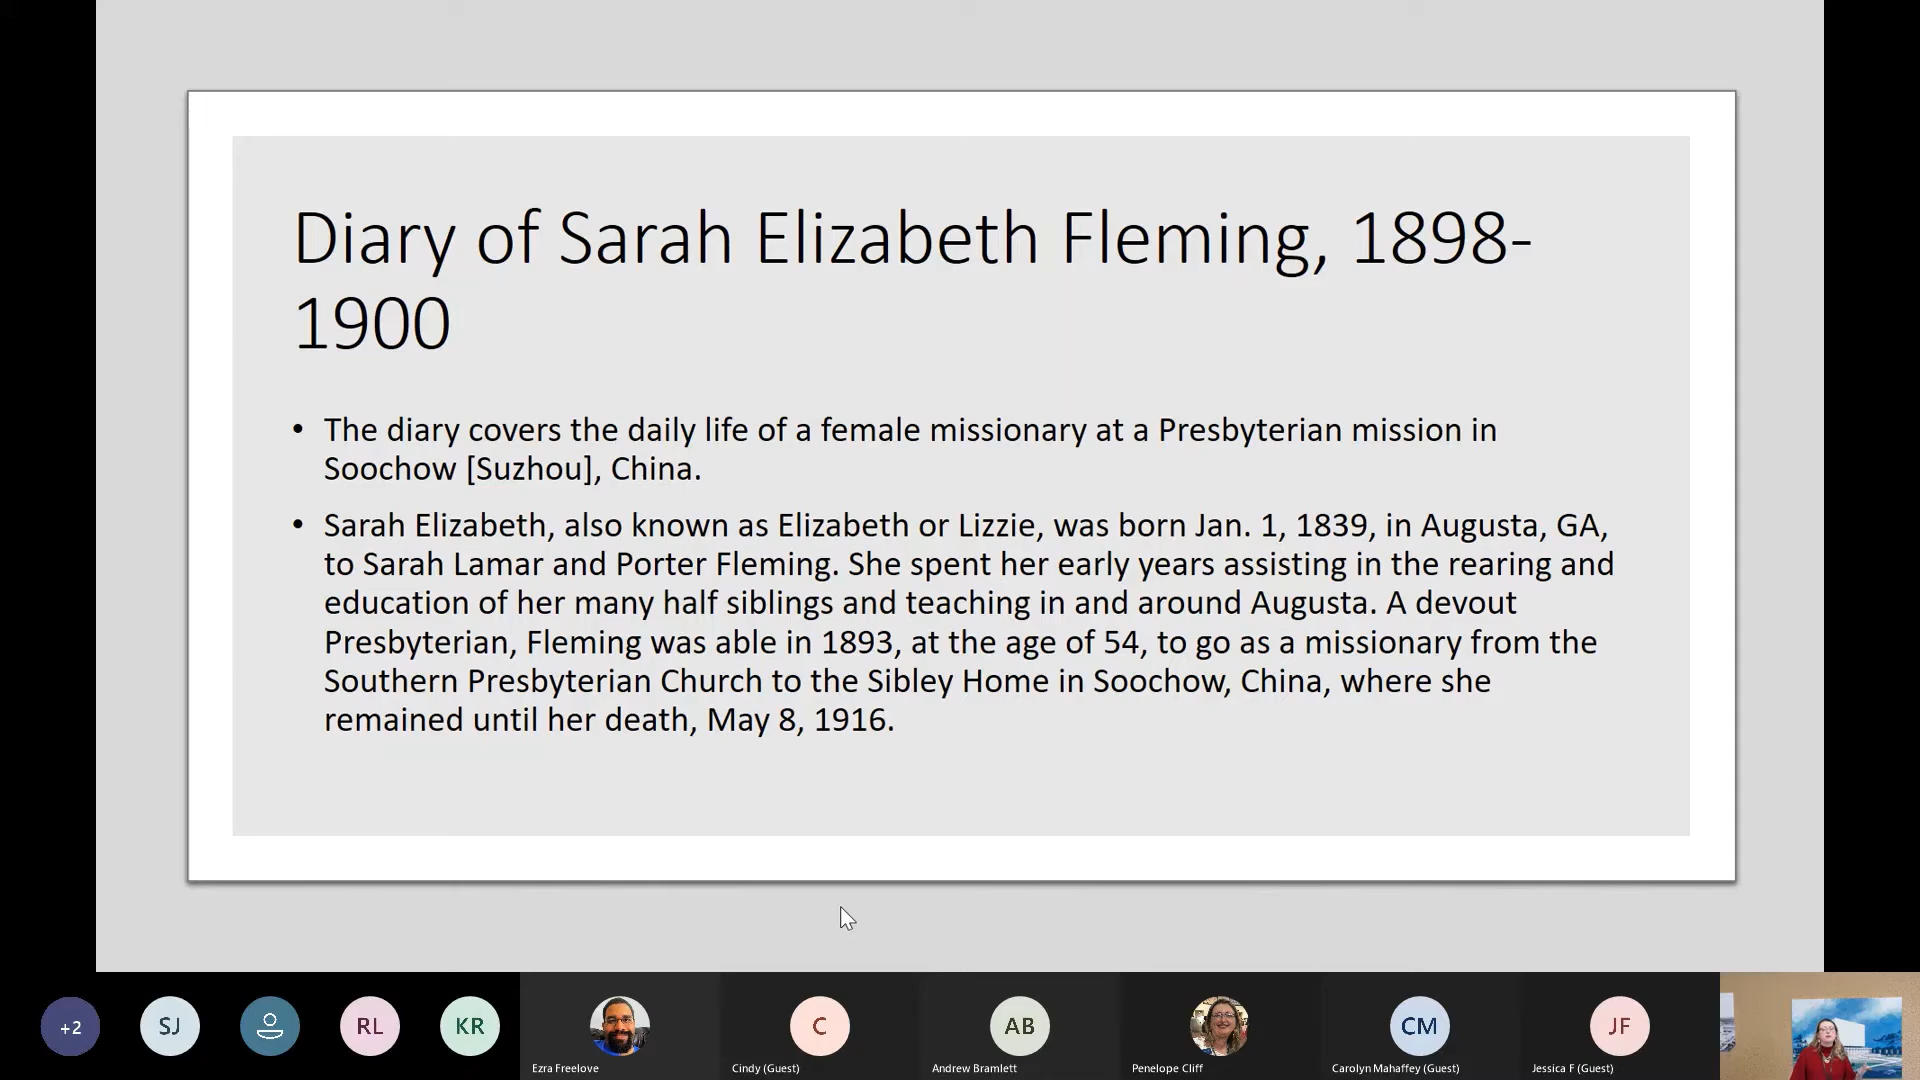 Diary of Sarah Elizabeth Fleming, 1898-
1900
• The diary covers the daily life of a female missionary at a Presbyterian mission in
Soochow [Suzhou], China.
• Sarah Elizabeth, also known as Elizabeth or Lizzie, was born Jan. 1, 1839, in Augusta, GA,
to Sarah Lamar and Porter Fleming. She spent her early years assisting in the rearing and
education of her many half siblings and teaching in and around Augusta. A devout
Presbyterian, Fleming was able in 1893, at the age of 54, to go as a missionary from the
Southern Presbyterian Church to the Sibley Home in Soochow, China, where she
remained until her death, May 8, 1916.
+2
SJ
RL
KR
C
AB
CM
JF
Ezra Freelove
Cindy (Guest)
Andrew Bramlett
Penelope Cliff
Carolyn Mahaffey (Guest)
Jessica F (Guest)